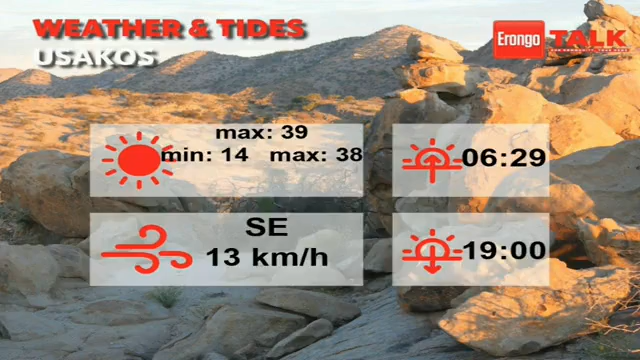 WEATHER & TIDES
USAKOS
Erongo TALK
max: 39
min: 14 max: 38
06:29
SE
13 km/h
19:00